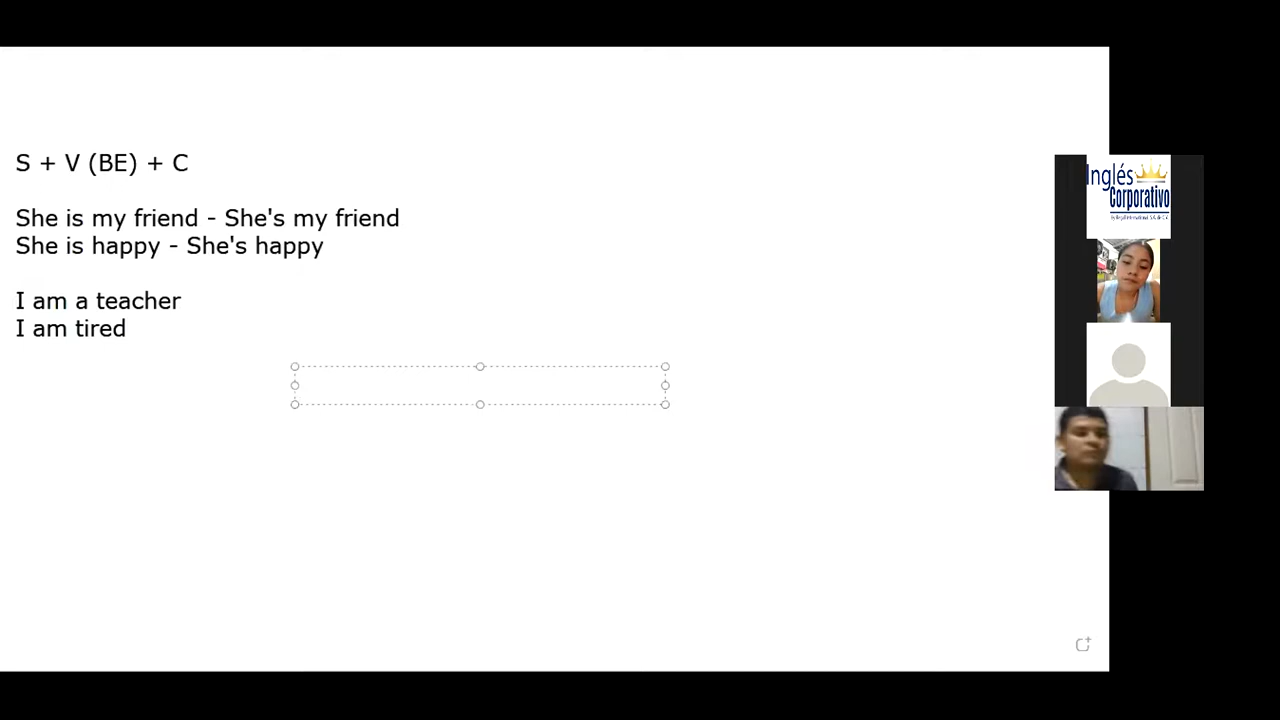 S + V (BE) + C
She is my friend - She's my friend
She is happy - She's happy
I am a teacher
I am tired
Inglés
Corporativo